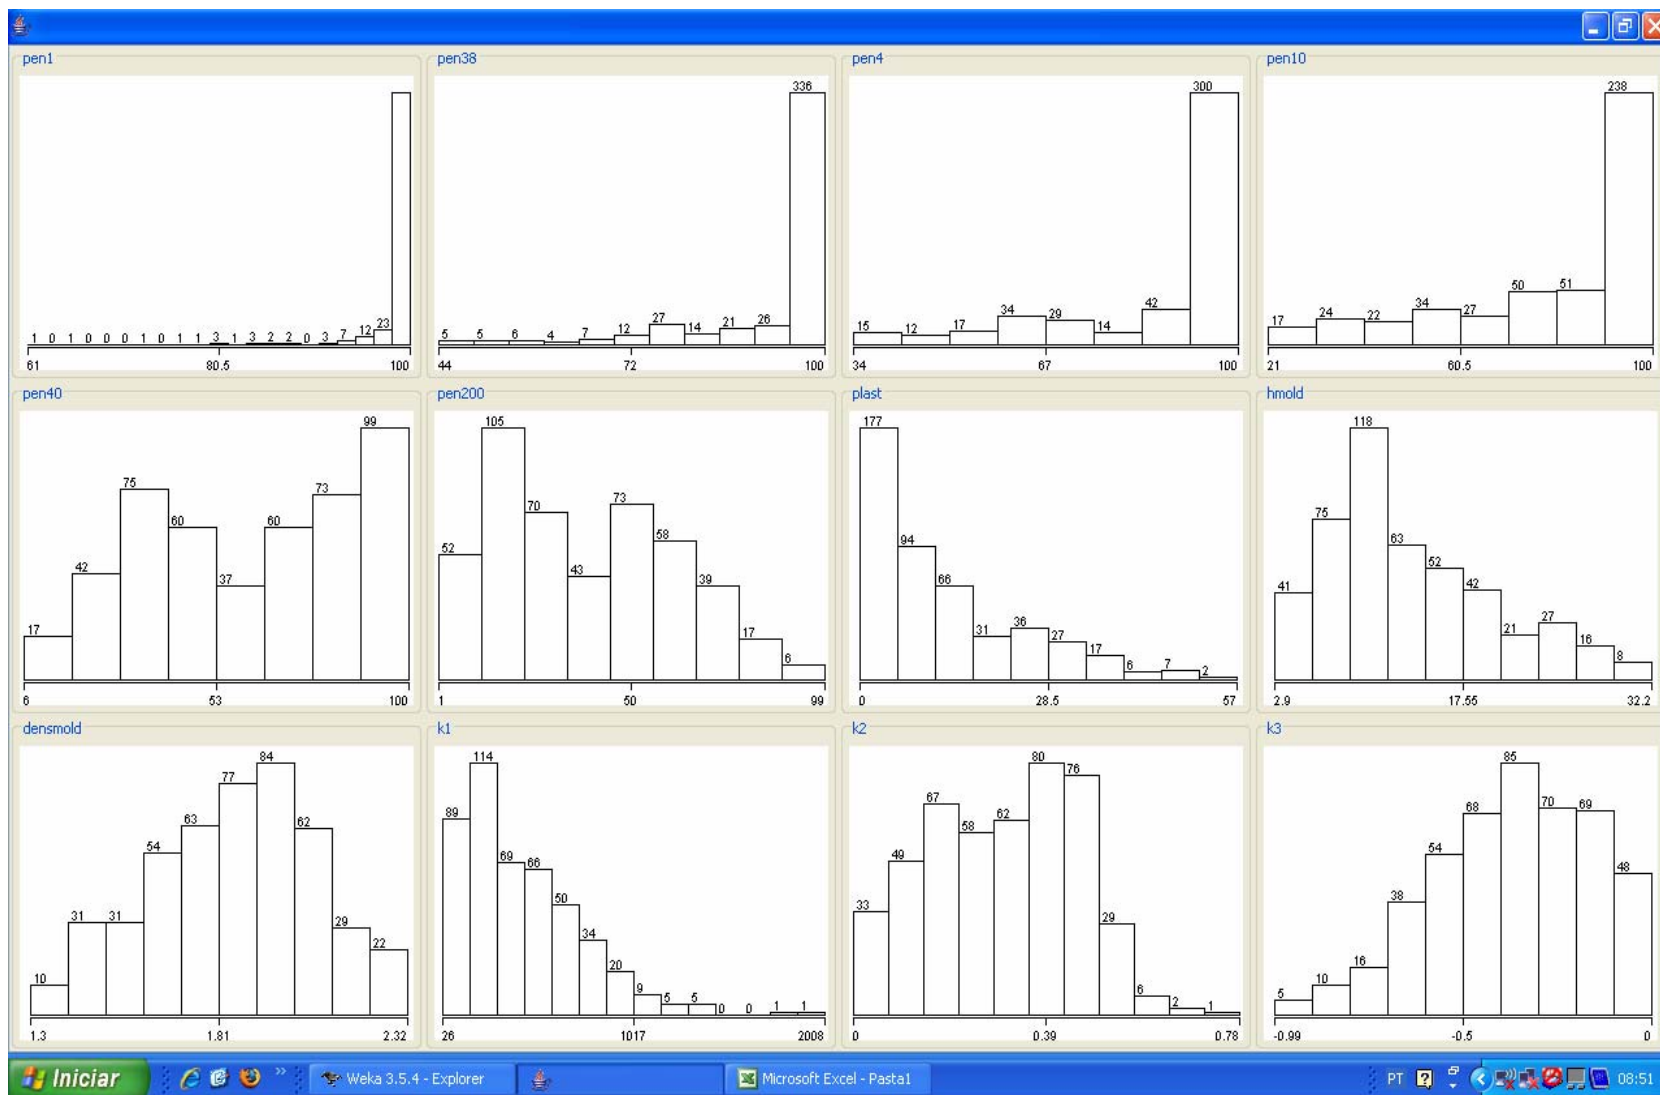 pen1 pen38 pen4 pen10
336 300 238
1 0 1 0 0 0 1 0 1 1 3 1 3 2 2 0 3 7 12 23
5 5 6 4 7 12 27 14 21 26
15 12 17 34 29 14 42
17 24 22 34 27 50 51
61 80.5 100 44 72 100 34 67 100 21 60.5 100
pen40 pen200 plast hmold
17 42 75 60 37 60 73 99
52 105 70 43 73 58 39 17 6
177 94 66 31 36 27 17 6 7 2
41 75 118 63 52 42 21 27 16 8
6 53 100 1 50 99 0 28.5 57 2.9 17.55 32.2
densmold k1 k2 k3
10 31 31 54 63 77 84 62 29 22
89 114 69 66 50 34 20 9 5 5 0 0 1 1
33 49 67 58 62 80 76 29 6 2 1
5 10 16 38 54 68 85 70 69 48
1.3 1.81 2.32 26 1017 2008 0 0.39 0.78 -0.99 -0.5 0
Iniciar Weka 3.5.4 - Explorer Microsoft Excel - Pasta1 PT 08:51